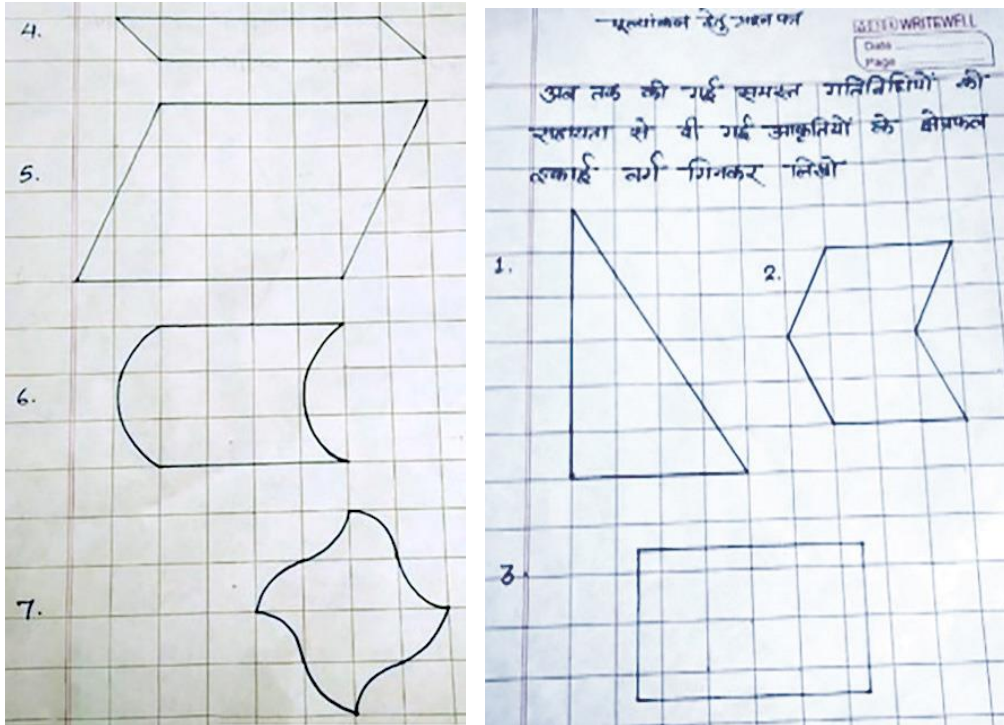 4.
5.
6.
7.
मूल्यांकन हेतु प्रश्न पत्र
WRITEWELL
Date
Page
अब तक की गई समस्त गतिविधियों की
सहायता से दी गई आकृतियों के क्षेत्रफल
इकाई वर्ग गिनकर लिखो
1.
2.
3